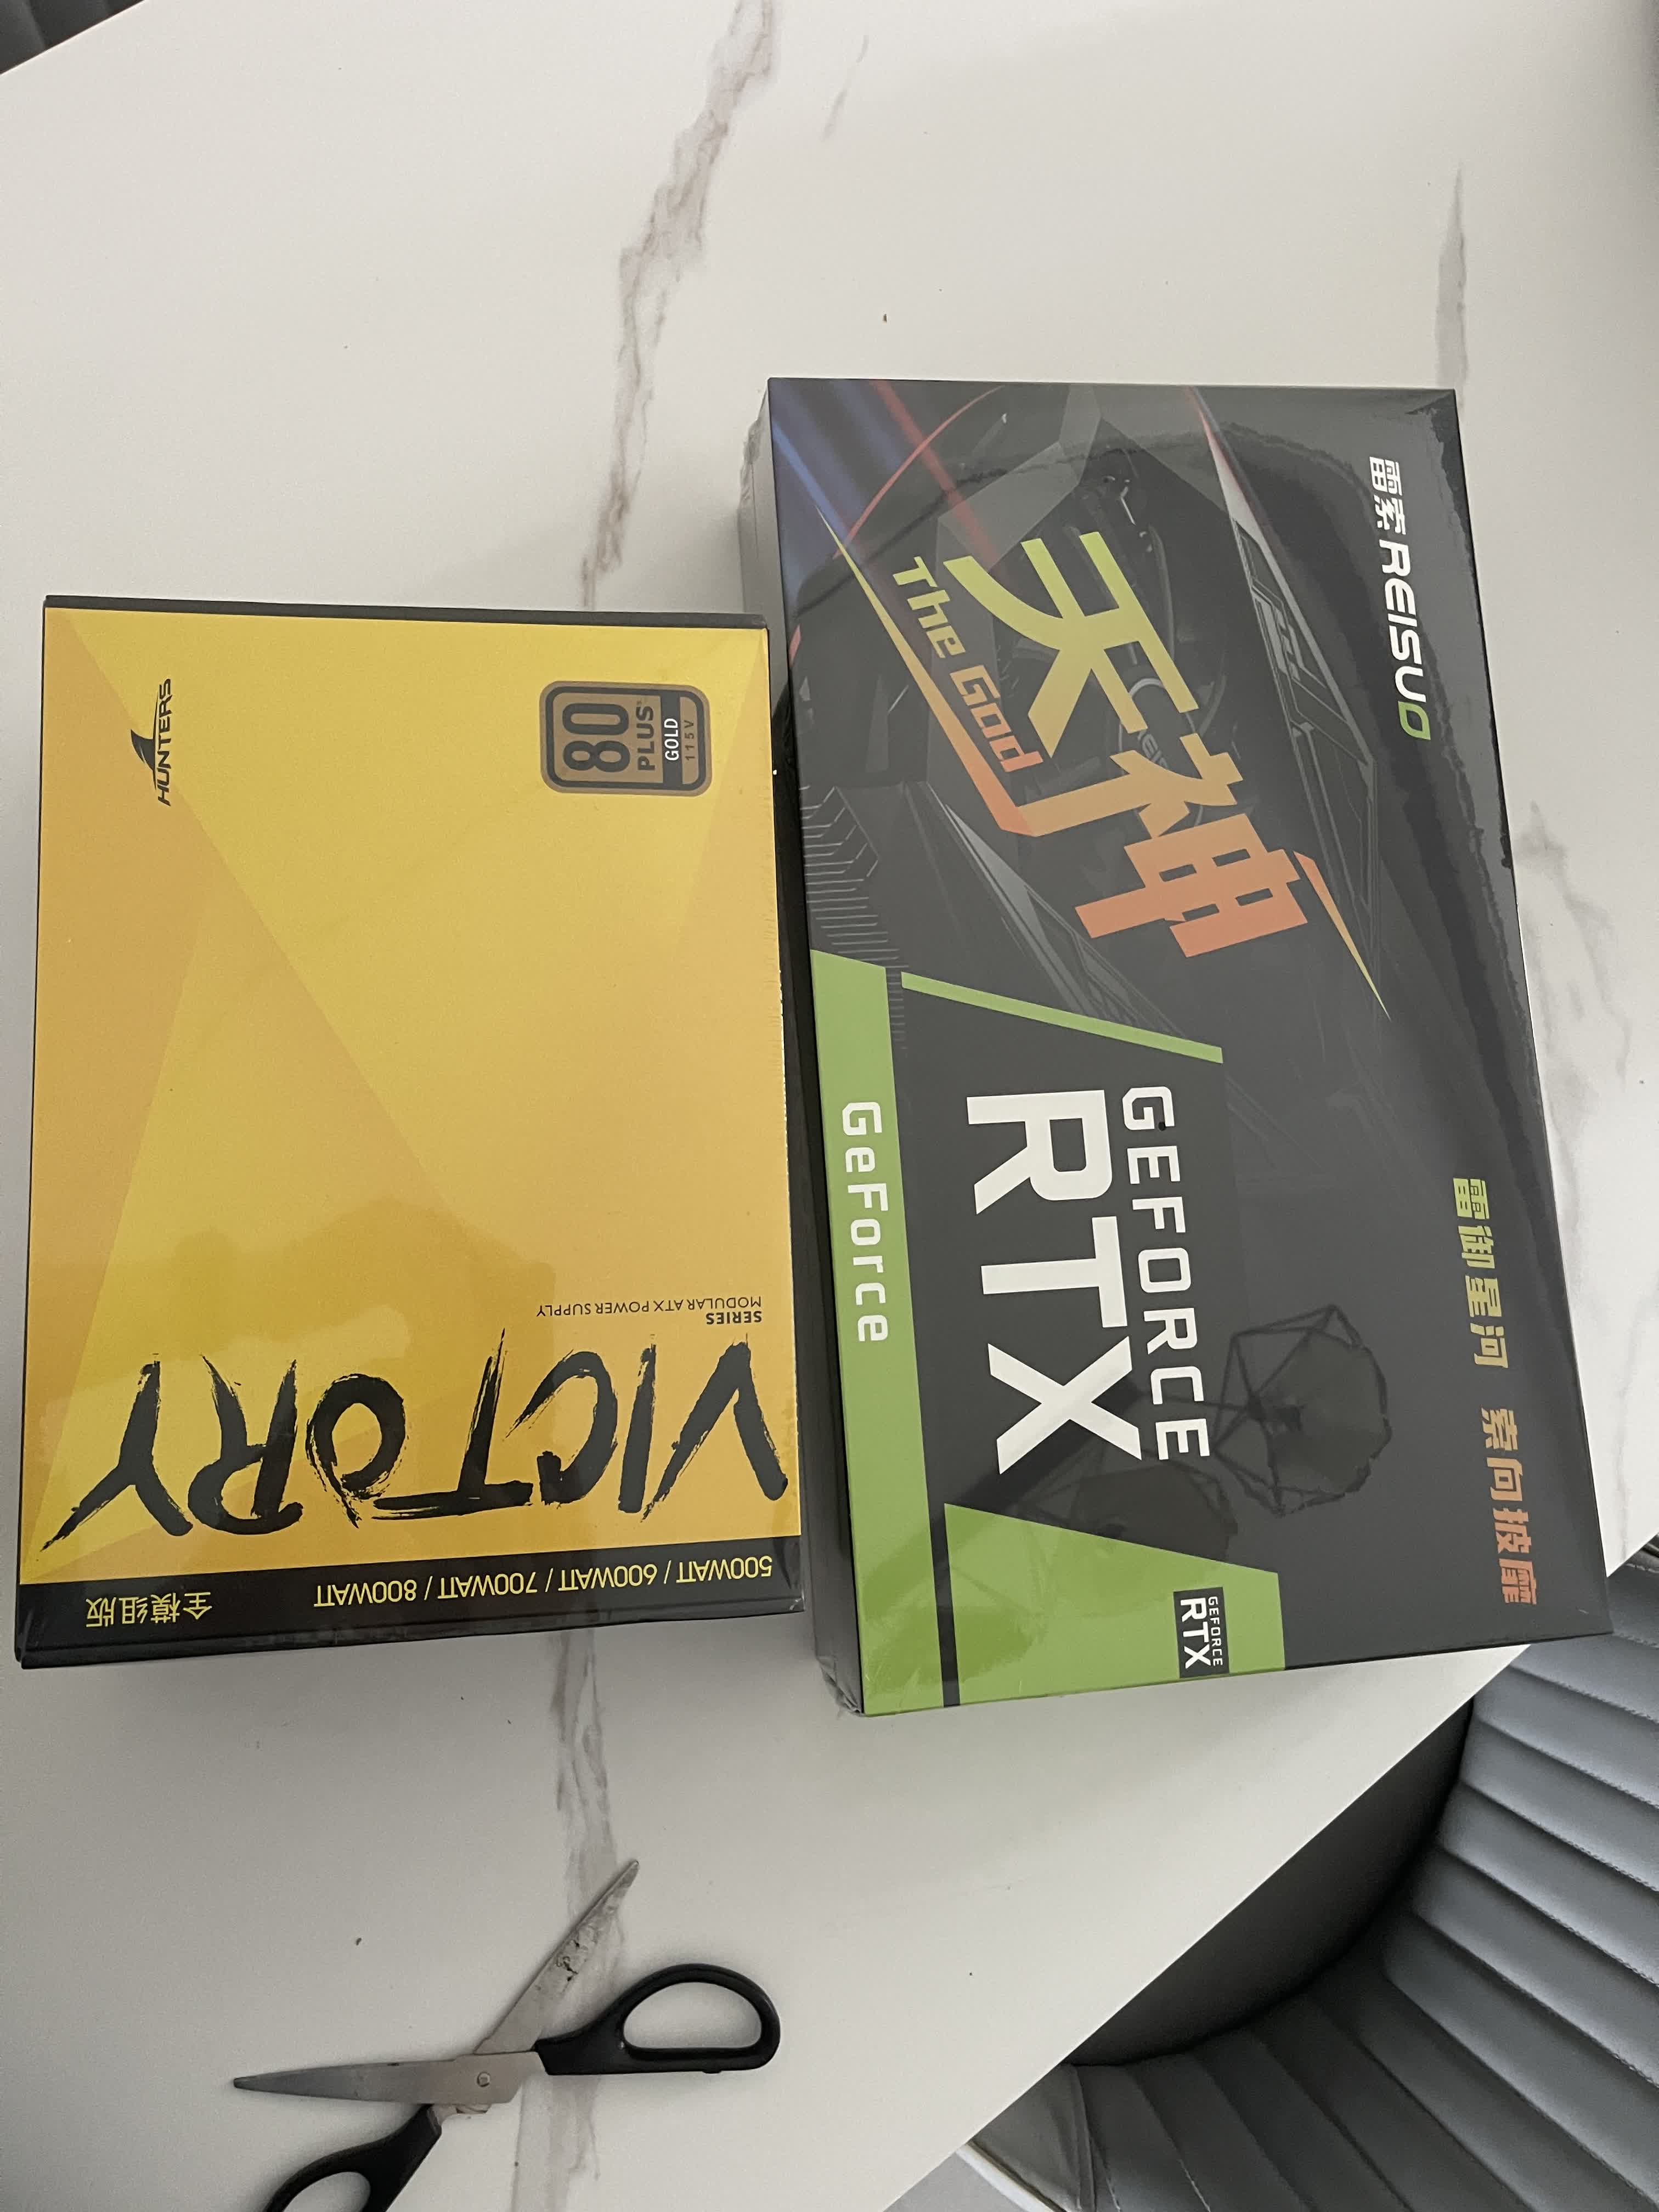 HUNTERS
80
PLUS
GOLD
115V
VICTORY
SERIES
MODULAR ATX POWER SUPPLY
500WATT / 600WATT / 700WATT / 800WATT
全模组版
雷索 REISUO
天神
The God
雷御星河 索向披靡
GEFORCE
RTX
GeForce
GEFORCE
RTX